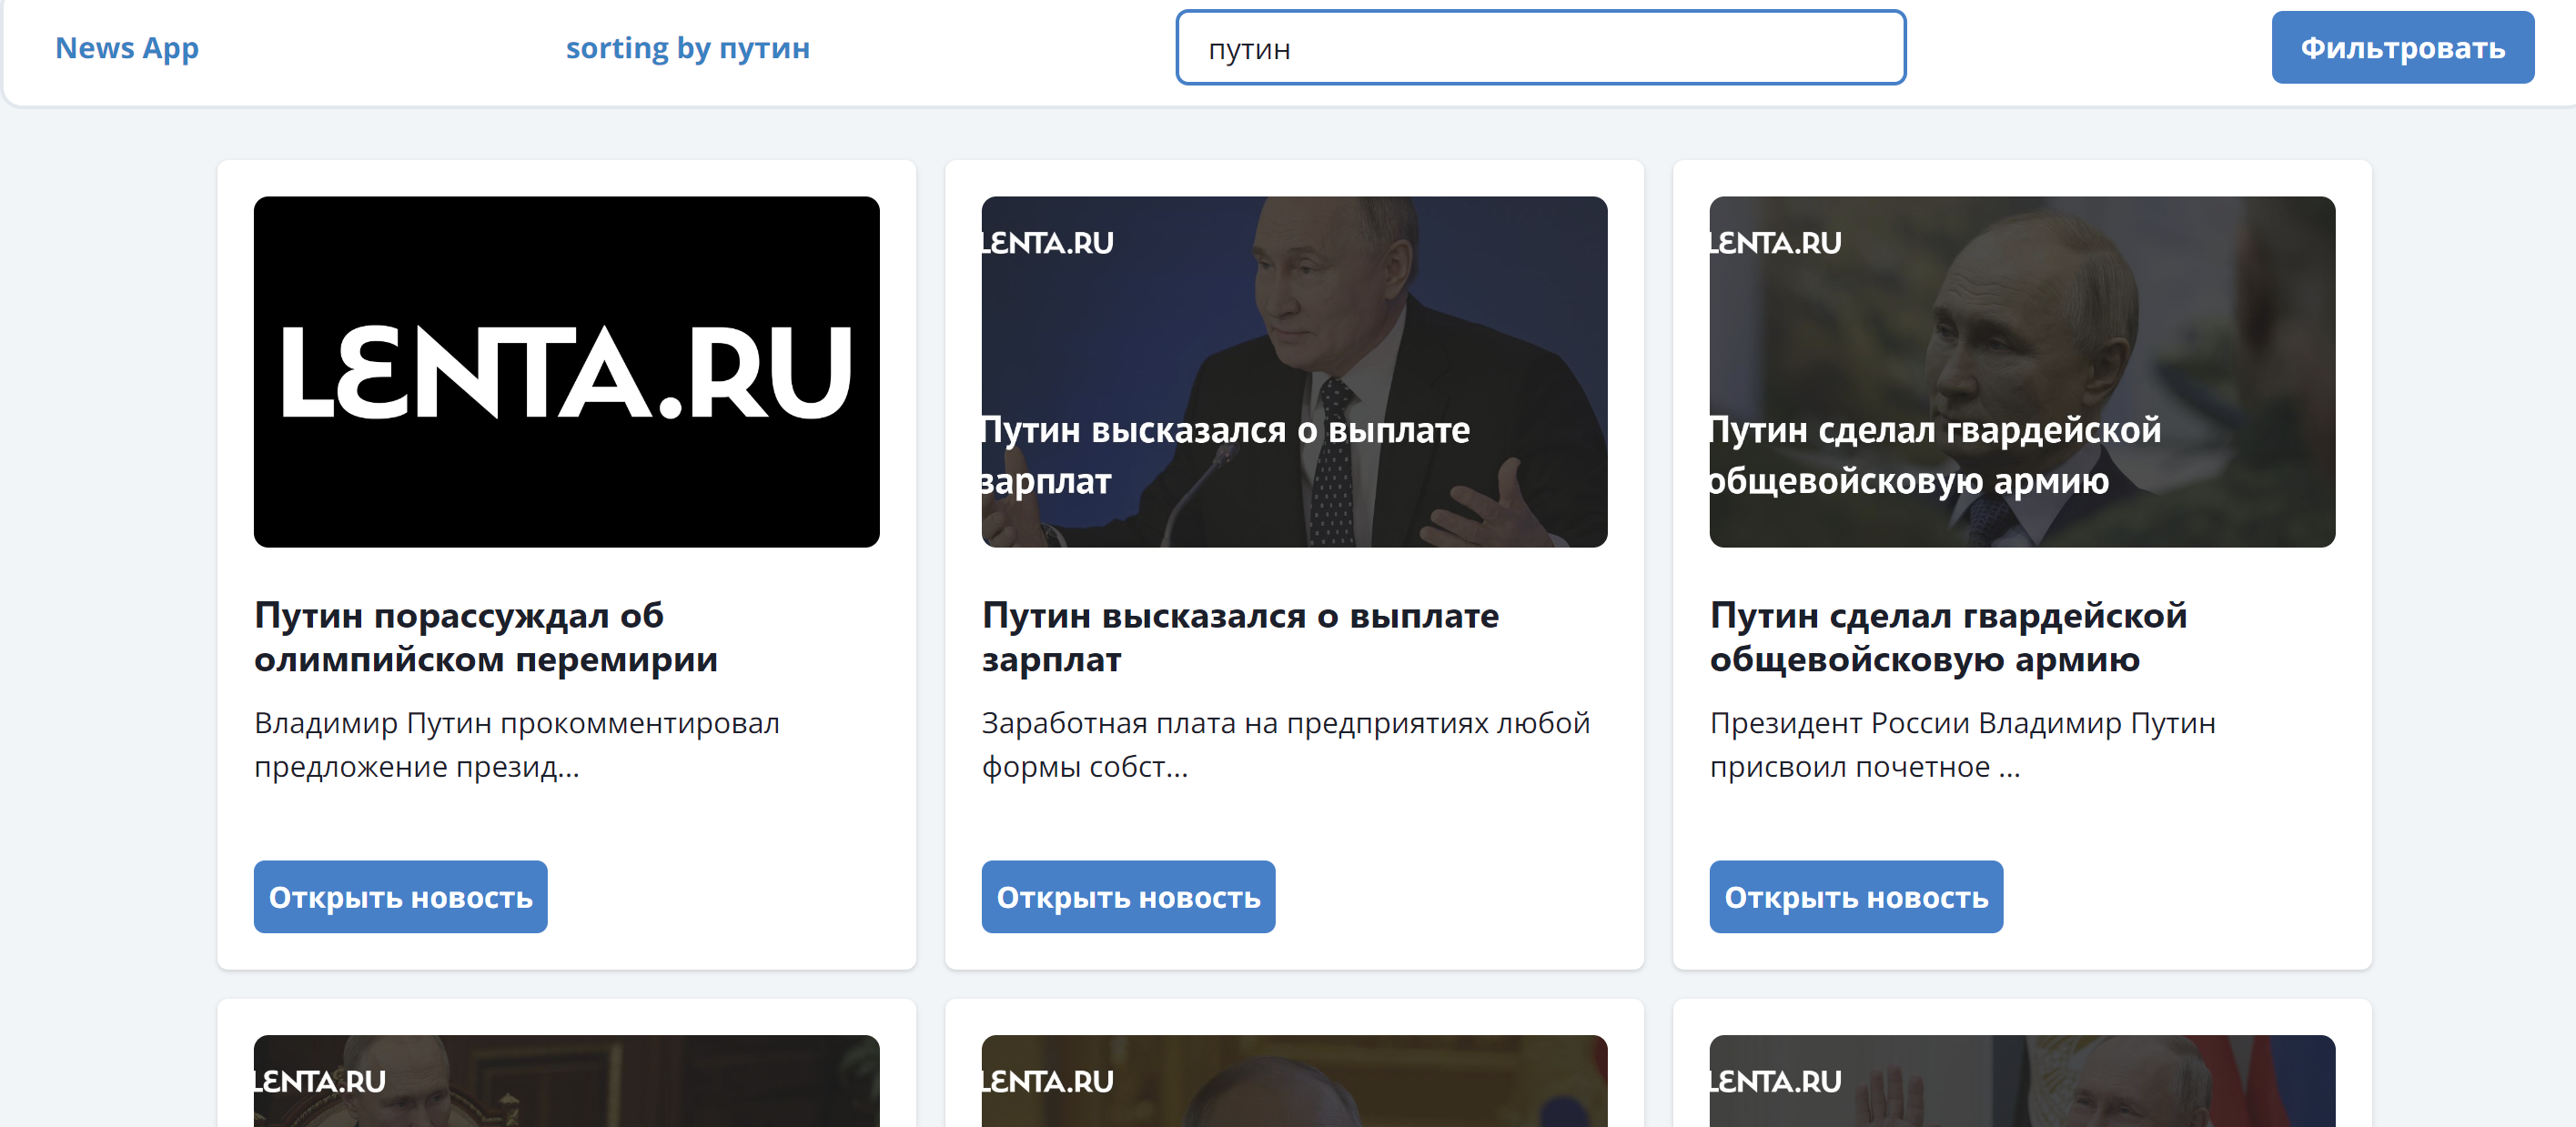 News App
sorting by путин
путин
Фильтровать
LENTA.RU
LENTA.RU
Путин высказался о выплате
зарплат
LENTA.RU
Путин сделал гвардейской
общевойсковую армию
Путин порассуждал об
олимпийском перемирии
Владимир Путин прокомментировал
предложение презид...
Открыть новость
Путин высказался о выплате
зарплат
Заработная плата на предприятиях любой
формы собст...
Открыть новость
Путин сделал гвардейской
общевойсковую армию
Президент России Владимир Путин
присвоил почетное ...
Открыть новость
LENTA.RU
LENTA.RU
LENTA.RU